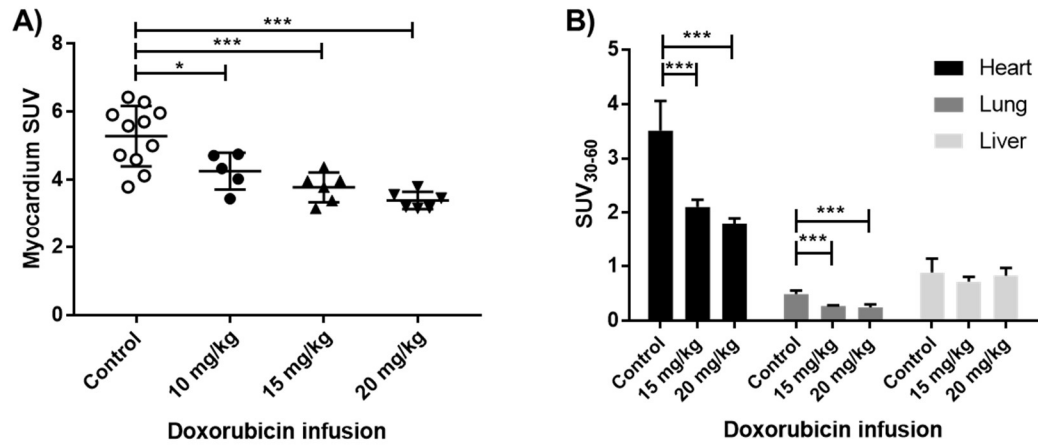 A)
***
***
*
Myocardium SUV
8
6
4
2
0
Control
10 mg/kg
15 mg/kg
20 mg/kg
Doxorubicin infusion
B)
***
***
***
***
SUV30-60
5
4
3
2
1
0
Heart
Lung
Liver
Control
15 mg/kg
20 mg/kg
Control
15 mg/kg
20 mg/kg
Control
15 mg/kg
20 mg/kg
Doxorubicin infusion